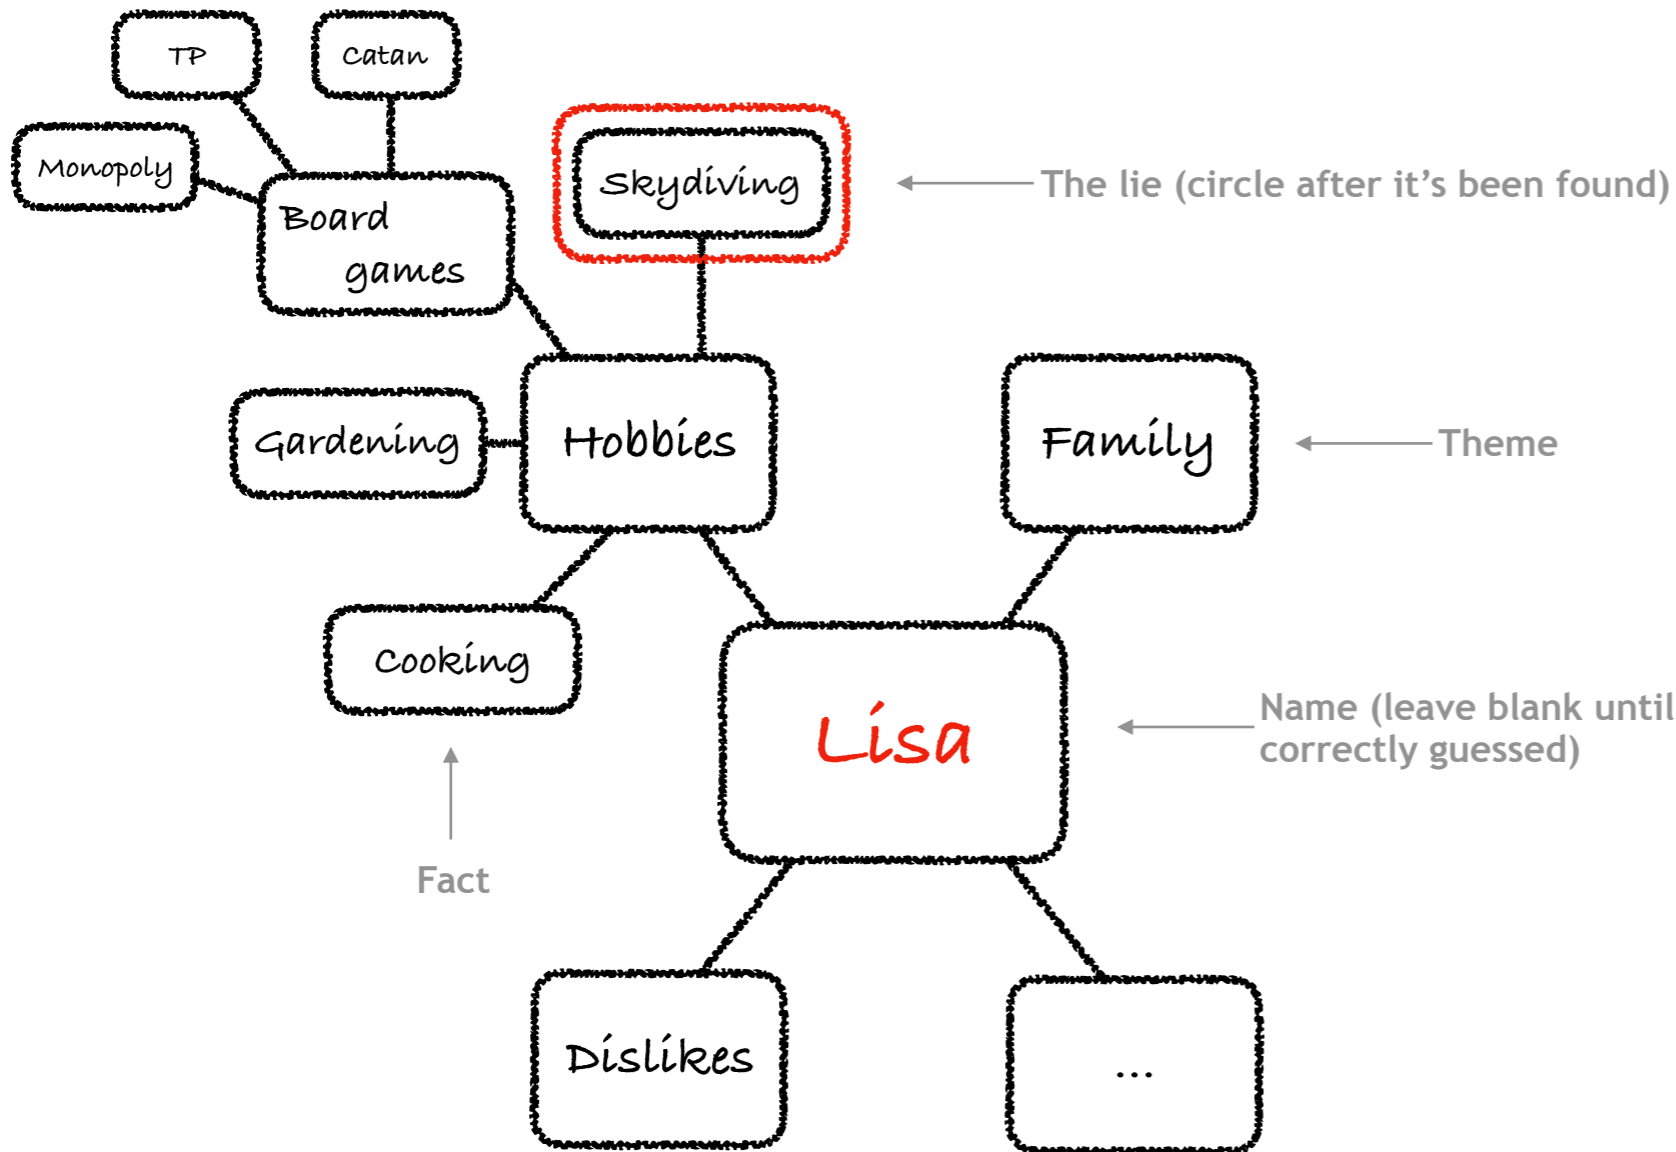 TP
Catan
Monopoly
Skydiving
The lie (circle after it’s been found)
Board
games
Gardening
Hobbies
Family
Theme
Cooking
Lisa
Name (leave blank until
correctly guessed)
Fact
Dislikes
...